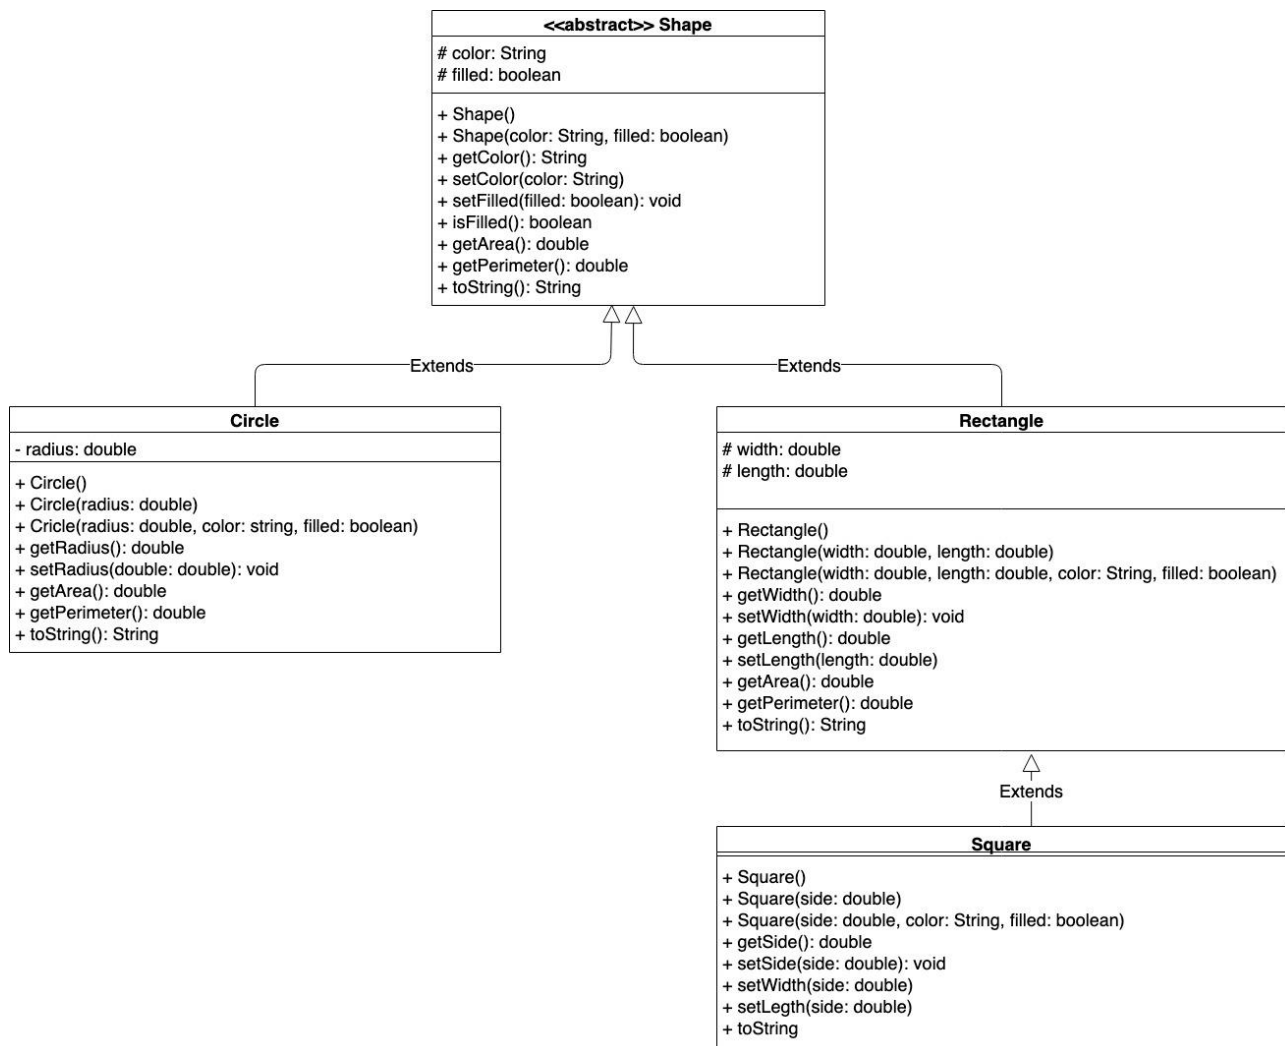 <<abstract>> Shape
# color: String
# filled: boolean
+ Shape()
+ Shape(color: String, filled: boolean)
+ getColor(): String
+ setColor(color: String)
+ setFilled(filled: boolean): void
+ isFilled(): boolean
+ getArea(): double
+ getPerimeter(): double
+ toString(): String
Extends
Extends
Circle
- radius: double
+ Circle()
+ Circle(radius: double)
+ Cricle(radius: double, color: string, filled: boolean)
+ getRadius(): double
+ setRadius(double: double): void
+ getArea(): double
+ getPerimeter(): double
+ toString(): String
Rectangle
# width: double
# length: double
+ Rectangle()
+ Rectangle(width: double, length: double)
+ Rectangle(width: double, length: double, color: String, filled: boolean)
+ getWidth(): double
+ setWidth(width: double): void
+ getLength(): double
+ setLength(length: double)
+ getArea(): double
+ getPerimeter(): double
+ toString(): String
Extends
Square
+ Square()
+ Square(side: double)
+ Square(side: double, color: String, filled: boolean)
+ getSide(): double
+ setSide(side: double): void
+ setWidth(side: double)
+ setLegth(side: double)
+ toString